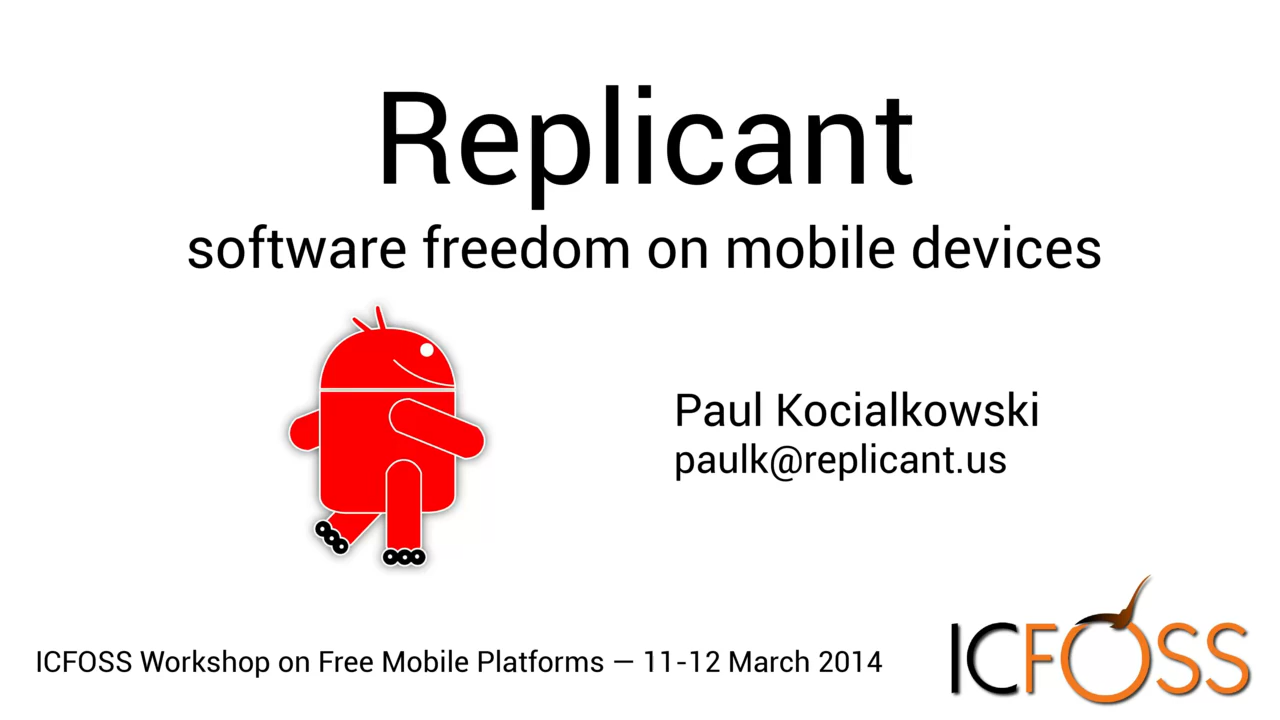 Replicant
software freedom on mobile devices
Paul Kocialkowski
paulk@replicant.us
ICFOSS Workshop on Free Mobile Platforms — 11-12 March 2014
ICFOSS